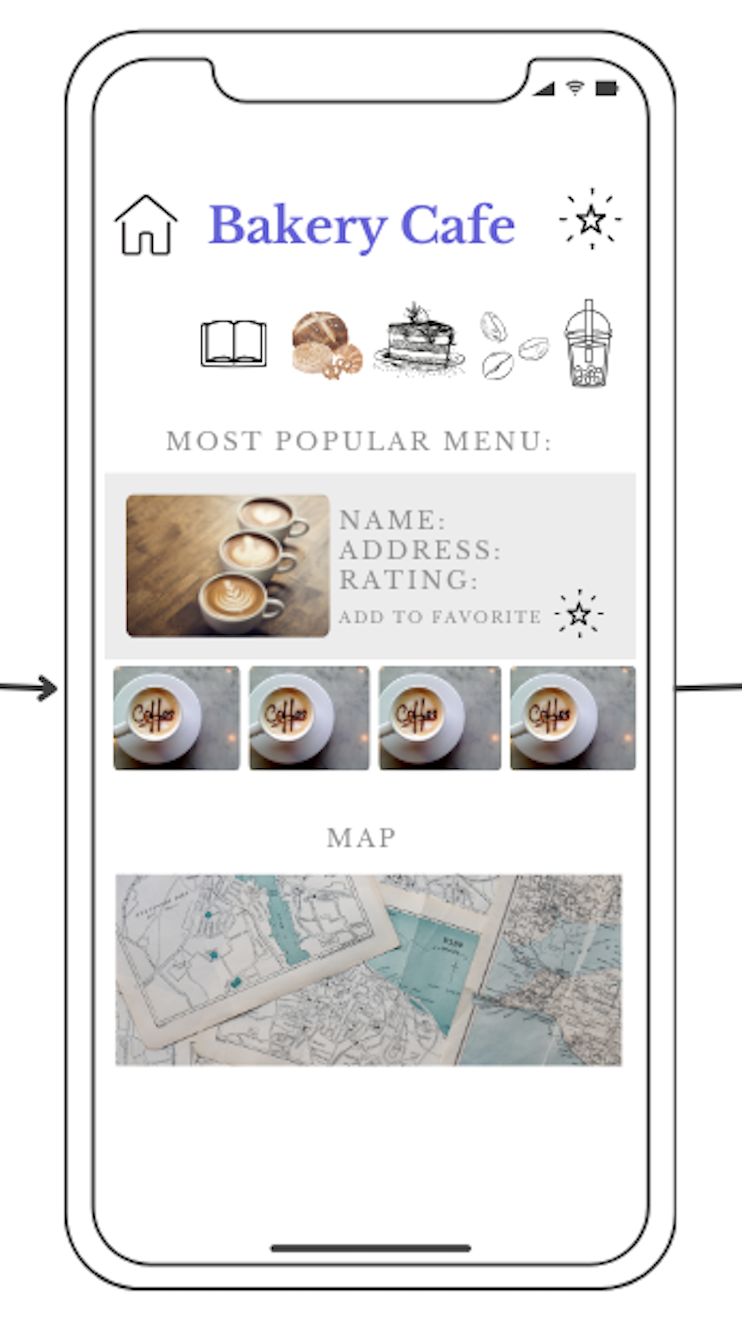 Bakery Cafe
MOST POPULAR MENU:
NAME:
ADDRESS:
RATING:
ADD TO FAVORITE
Coffee
Coffee
Coffee
Coffee
MAP